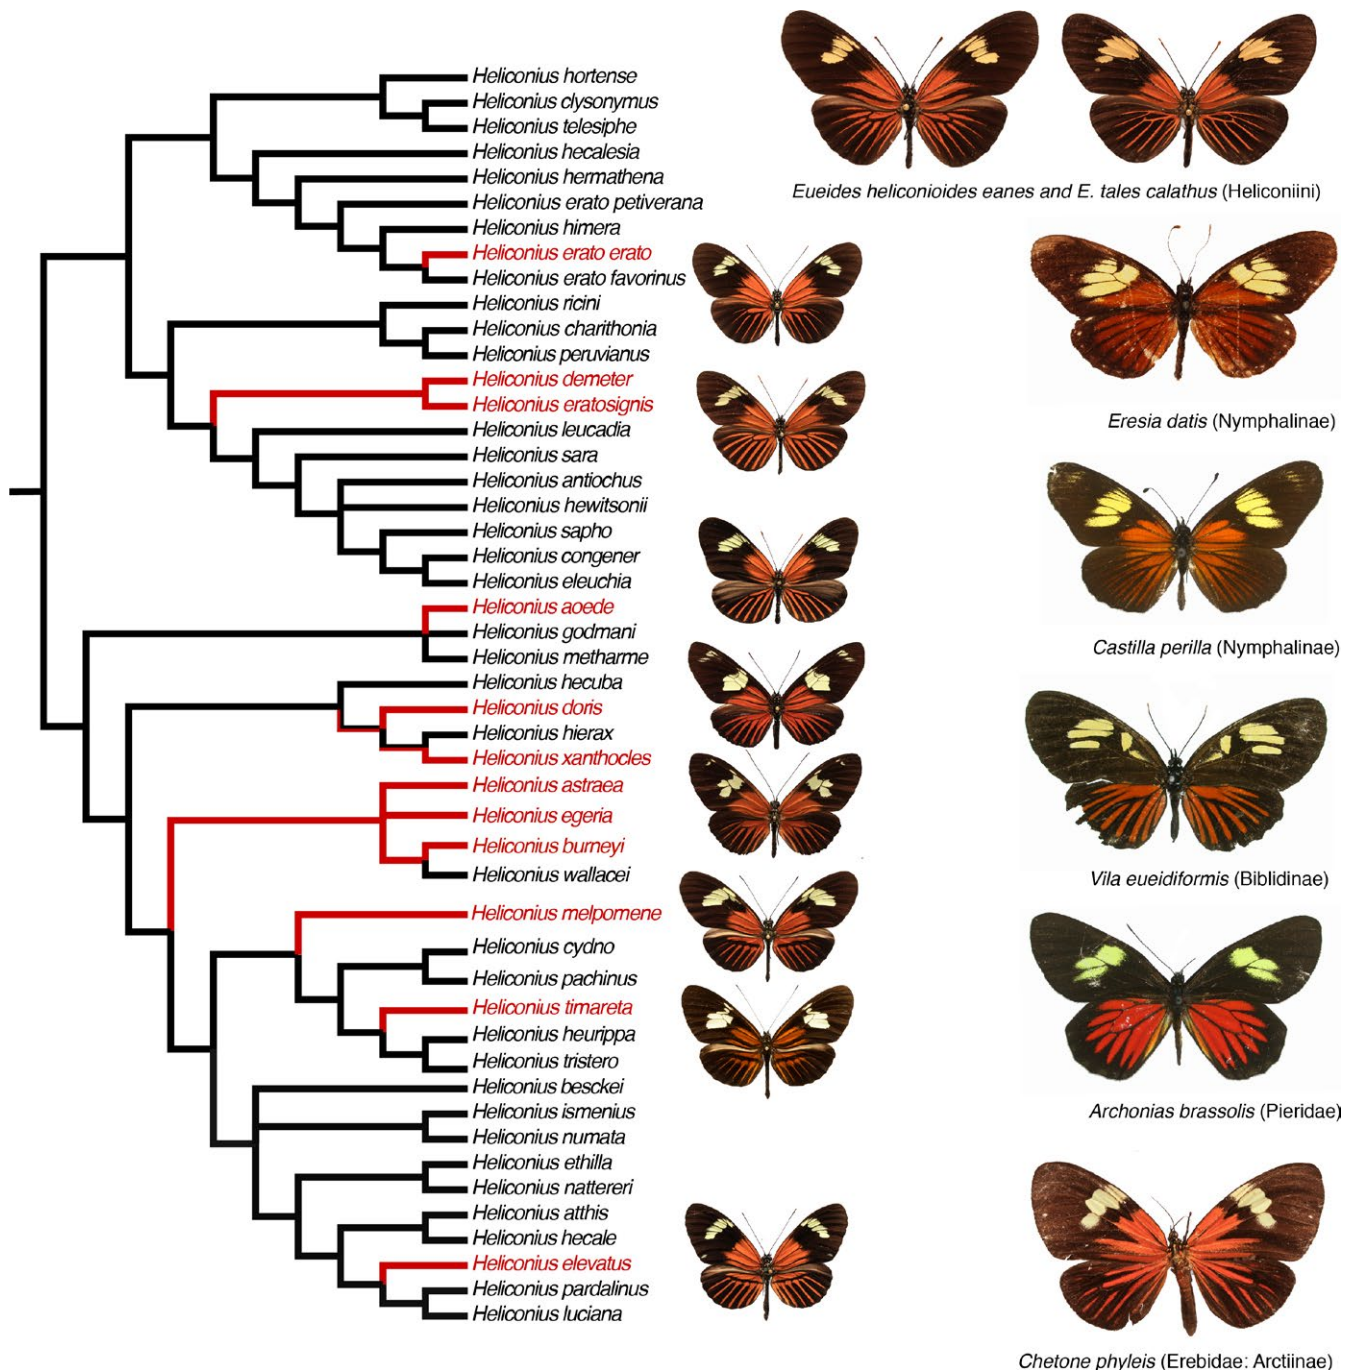 Heliconius hortense
Heliconius clysonymus
Heliconius telesiphe
Heliconius hecalesia
Heliconius hermathena
Heliconius erato petiverana
Heliconius himera
Heliconius erato erato
Heliconius erato favorinus
Heliconius ricini
Heliconius charithonia
Heliconius peruvianus
Heliconius demeter
Heliconius eratosignis
Heliconius leucadia
Heliconius sara
Heliconius antiochus
Heliconius hewitsonii
Heliconius sapho
Heliconius congener
Heliconius eleuchia
Heliconius aoede
Heliconius godmani
Heliconius metharme
Heliconius hecuba
Heliconius doris
Heliconius hierax
Heliconius xanthocles
Heliconius astraea
Heliconius egeria
Heliconius burneyi
Heliconius wallacei
Heliconius melpomene
Heliconius cydno
Heliconius pachinus
Heliconius timareta
Heliconius heurippa
Heliconius tristero
Heliconius besckei
Heliconius ismenius
Heliconius numata
Heliconius ethilla
Heliconius nattereri
Heliconius atthis
Heliconius hecale
Heliconius elevatus
Heliconius pardalinus
Heliconius luciana
Eueides heliconioides eanes and E. tales calathus (Heliconiini)
Eresia datis (Nymphalinae)
Castilla perilla (Nymphalinae)
Vila eueidiformis (Biblidinae)
Archonias brassolis (Pieridae)
Chetone phyleis (Erebidae: Arctiinae)